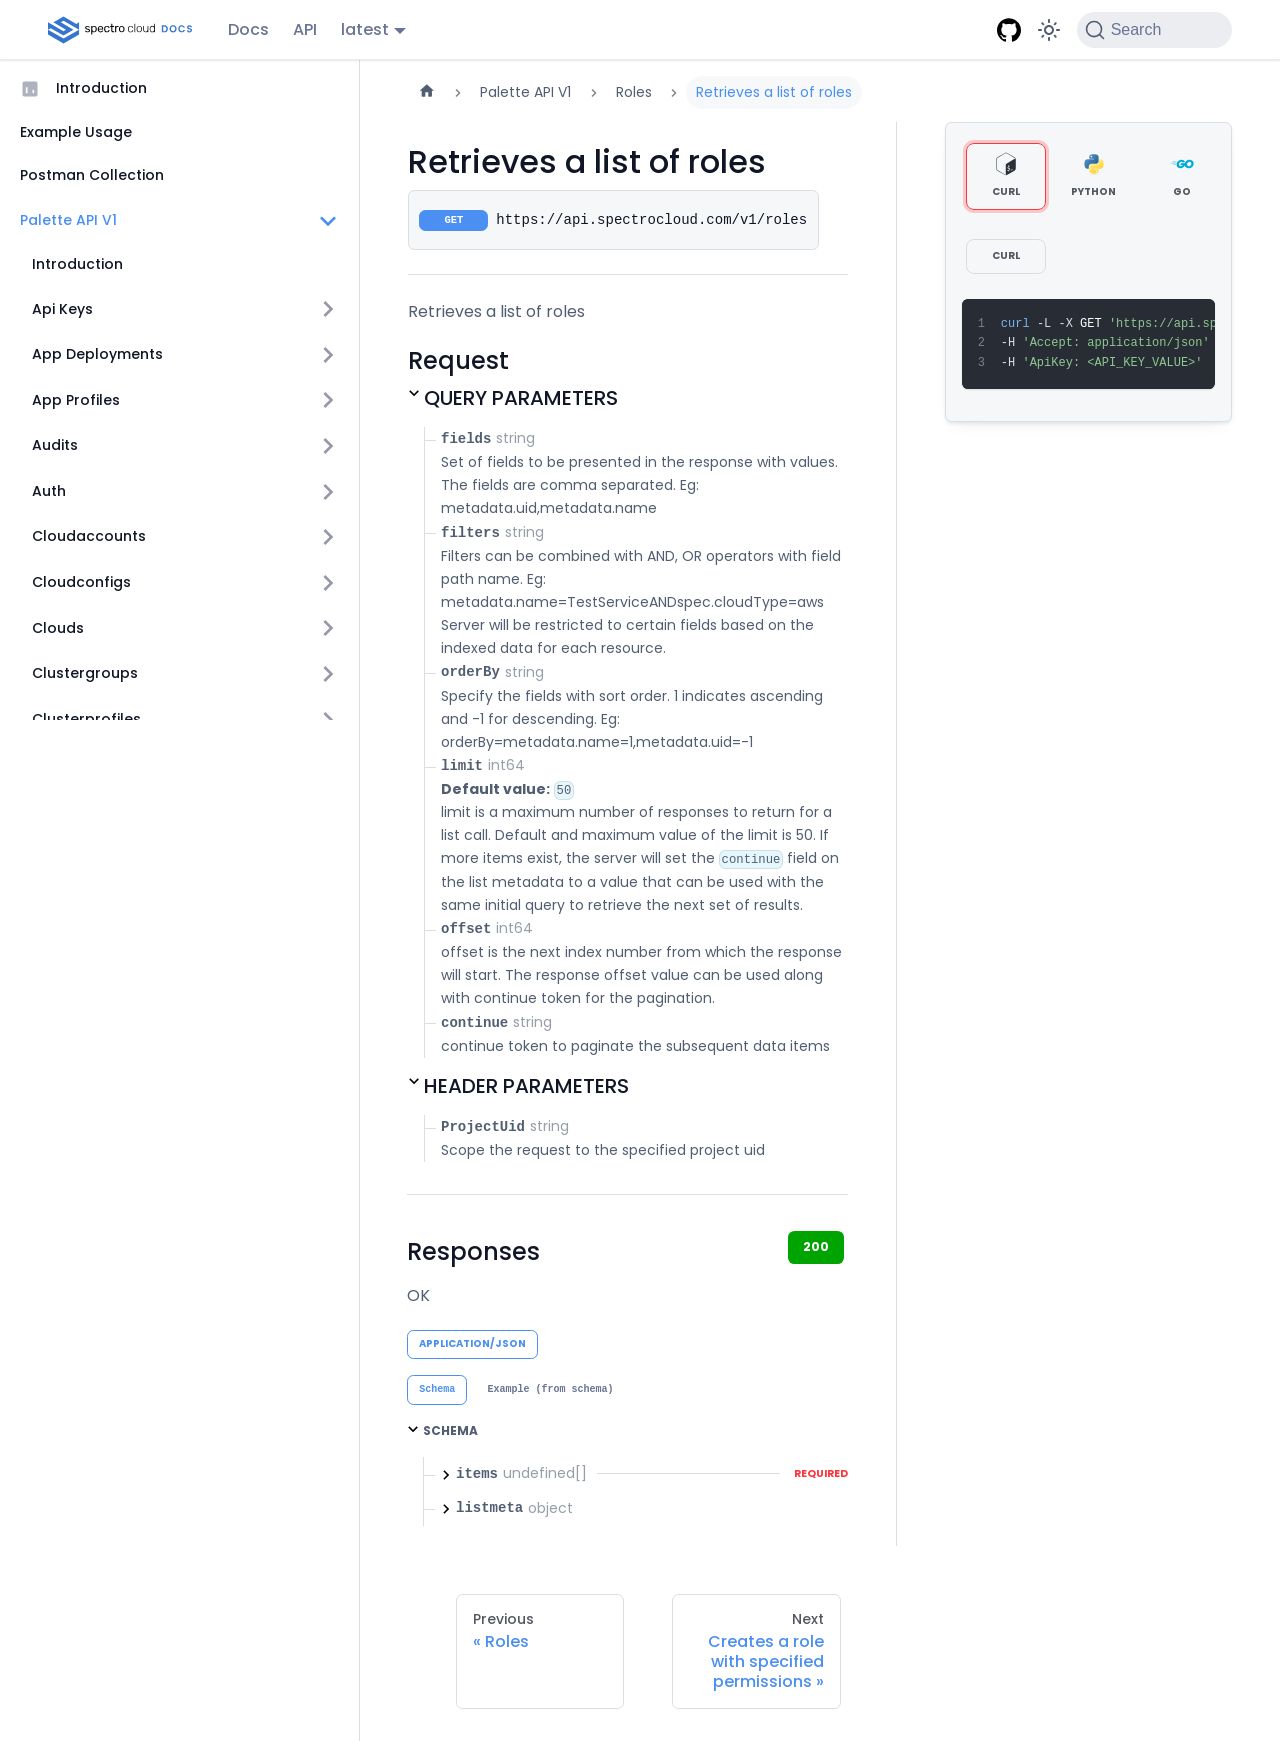 spectro cloud DOCS
Docs
API
latest
Search
Introduction
Example Usage
Postman Collection
Palette API V1
Introduction
Api Keys
App Deployments
App Profiles
Audits
Auth
Cloudaccounts
Cloudconfigs
Clouds
Clustergroups
Clusterprofiles
Palette API V1
Roles
Retrieves a list of roles
Retrieves a list of roles
GET https://api.spectrocloud.com/v1/roles
Retrieves a list of roles
Request
QUERY PARAMETERS
fields string
Set of fields to be presented in the response with values.
The fields are comma separated. Eg:
metadata.uid,metadata.name
filters string
Filters can be combined with AND, OR operators with field
path name. Eg:
metadata.name=TestServiceANDspec.cloudType=aws
Server will be restricted to certain fields based on the
indexed data for each resource.
orderBy string
Specify the fields with sort order. 1 indicates ascending
and -1 for descending. Eg:
orderBy=metadata.name=1,metadata.uid=-1
limit int64
Default value: 50
limit is a maximum number of responses to return for a
list call. Default and maximum value of the limit is 50. If
more items exist, the server will set the continue field on
the list metadata to a value that can be used with the
same initial query to retrieve the next set of results.
offset int64
offset is the next index number from which the response
will start. The response offset value can be used along
with continue token for the pagination.
continue string
continue token to paginate the subsequent data items
HEADER PARAMETERS
ProjectUid string
Scope the request to the specified project uid
Responses
200
OK
APPLICATION/JSON
Schema
Example (from schema)
SCHEMA
items undefined[] REQUIRED
listmeta object
Previous
« Roles
Next
Creates a role
with specified
permissions »
CURL
PYTHON
GO
CURL
1 curl -L -X GET 'https://api.sp
2 -H 'Accept: application/json'
3 -H 'ApiKey: <API_KEY_VALUE>'